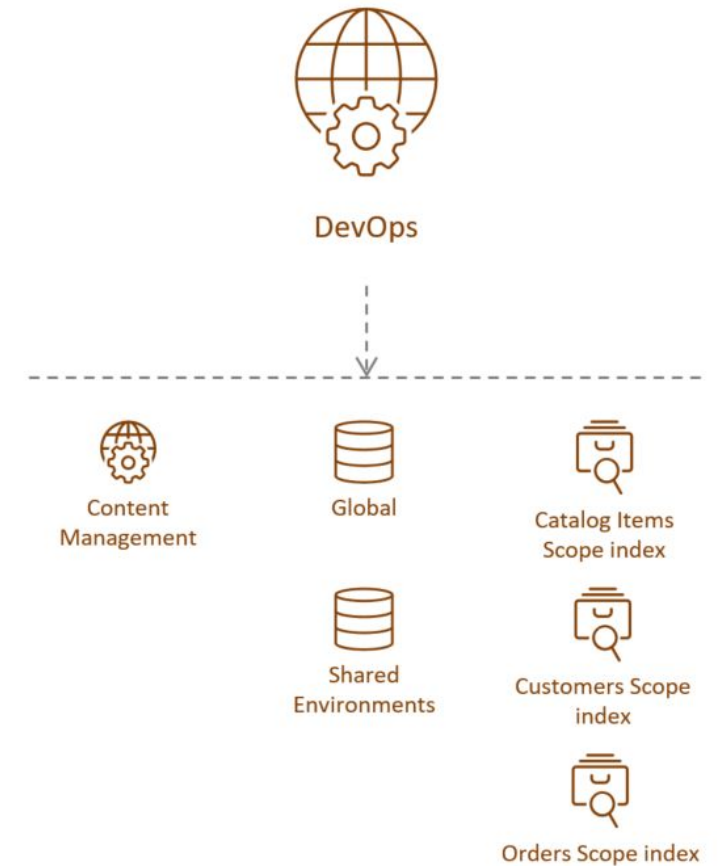 DevOps
Content
Management
Global
Catalog Items
Scope index
Shared
Environments
Customers Scope
index
Orders Scope index